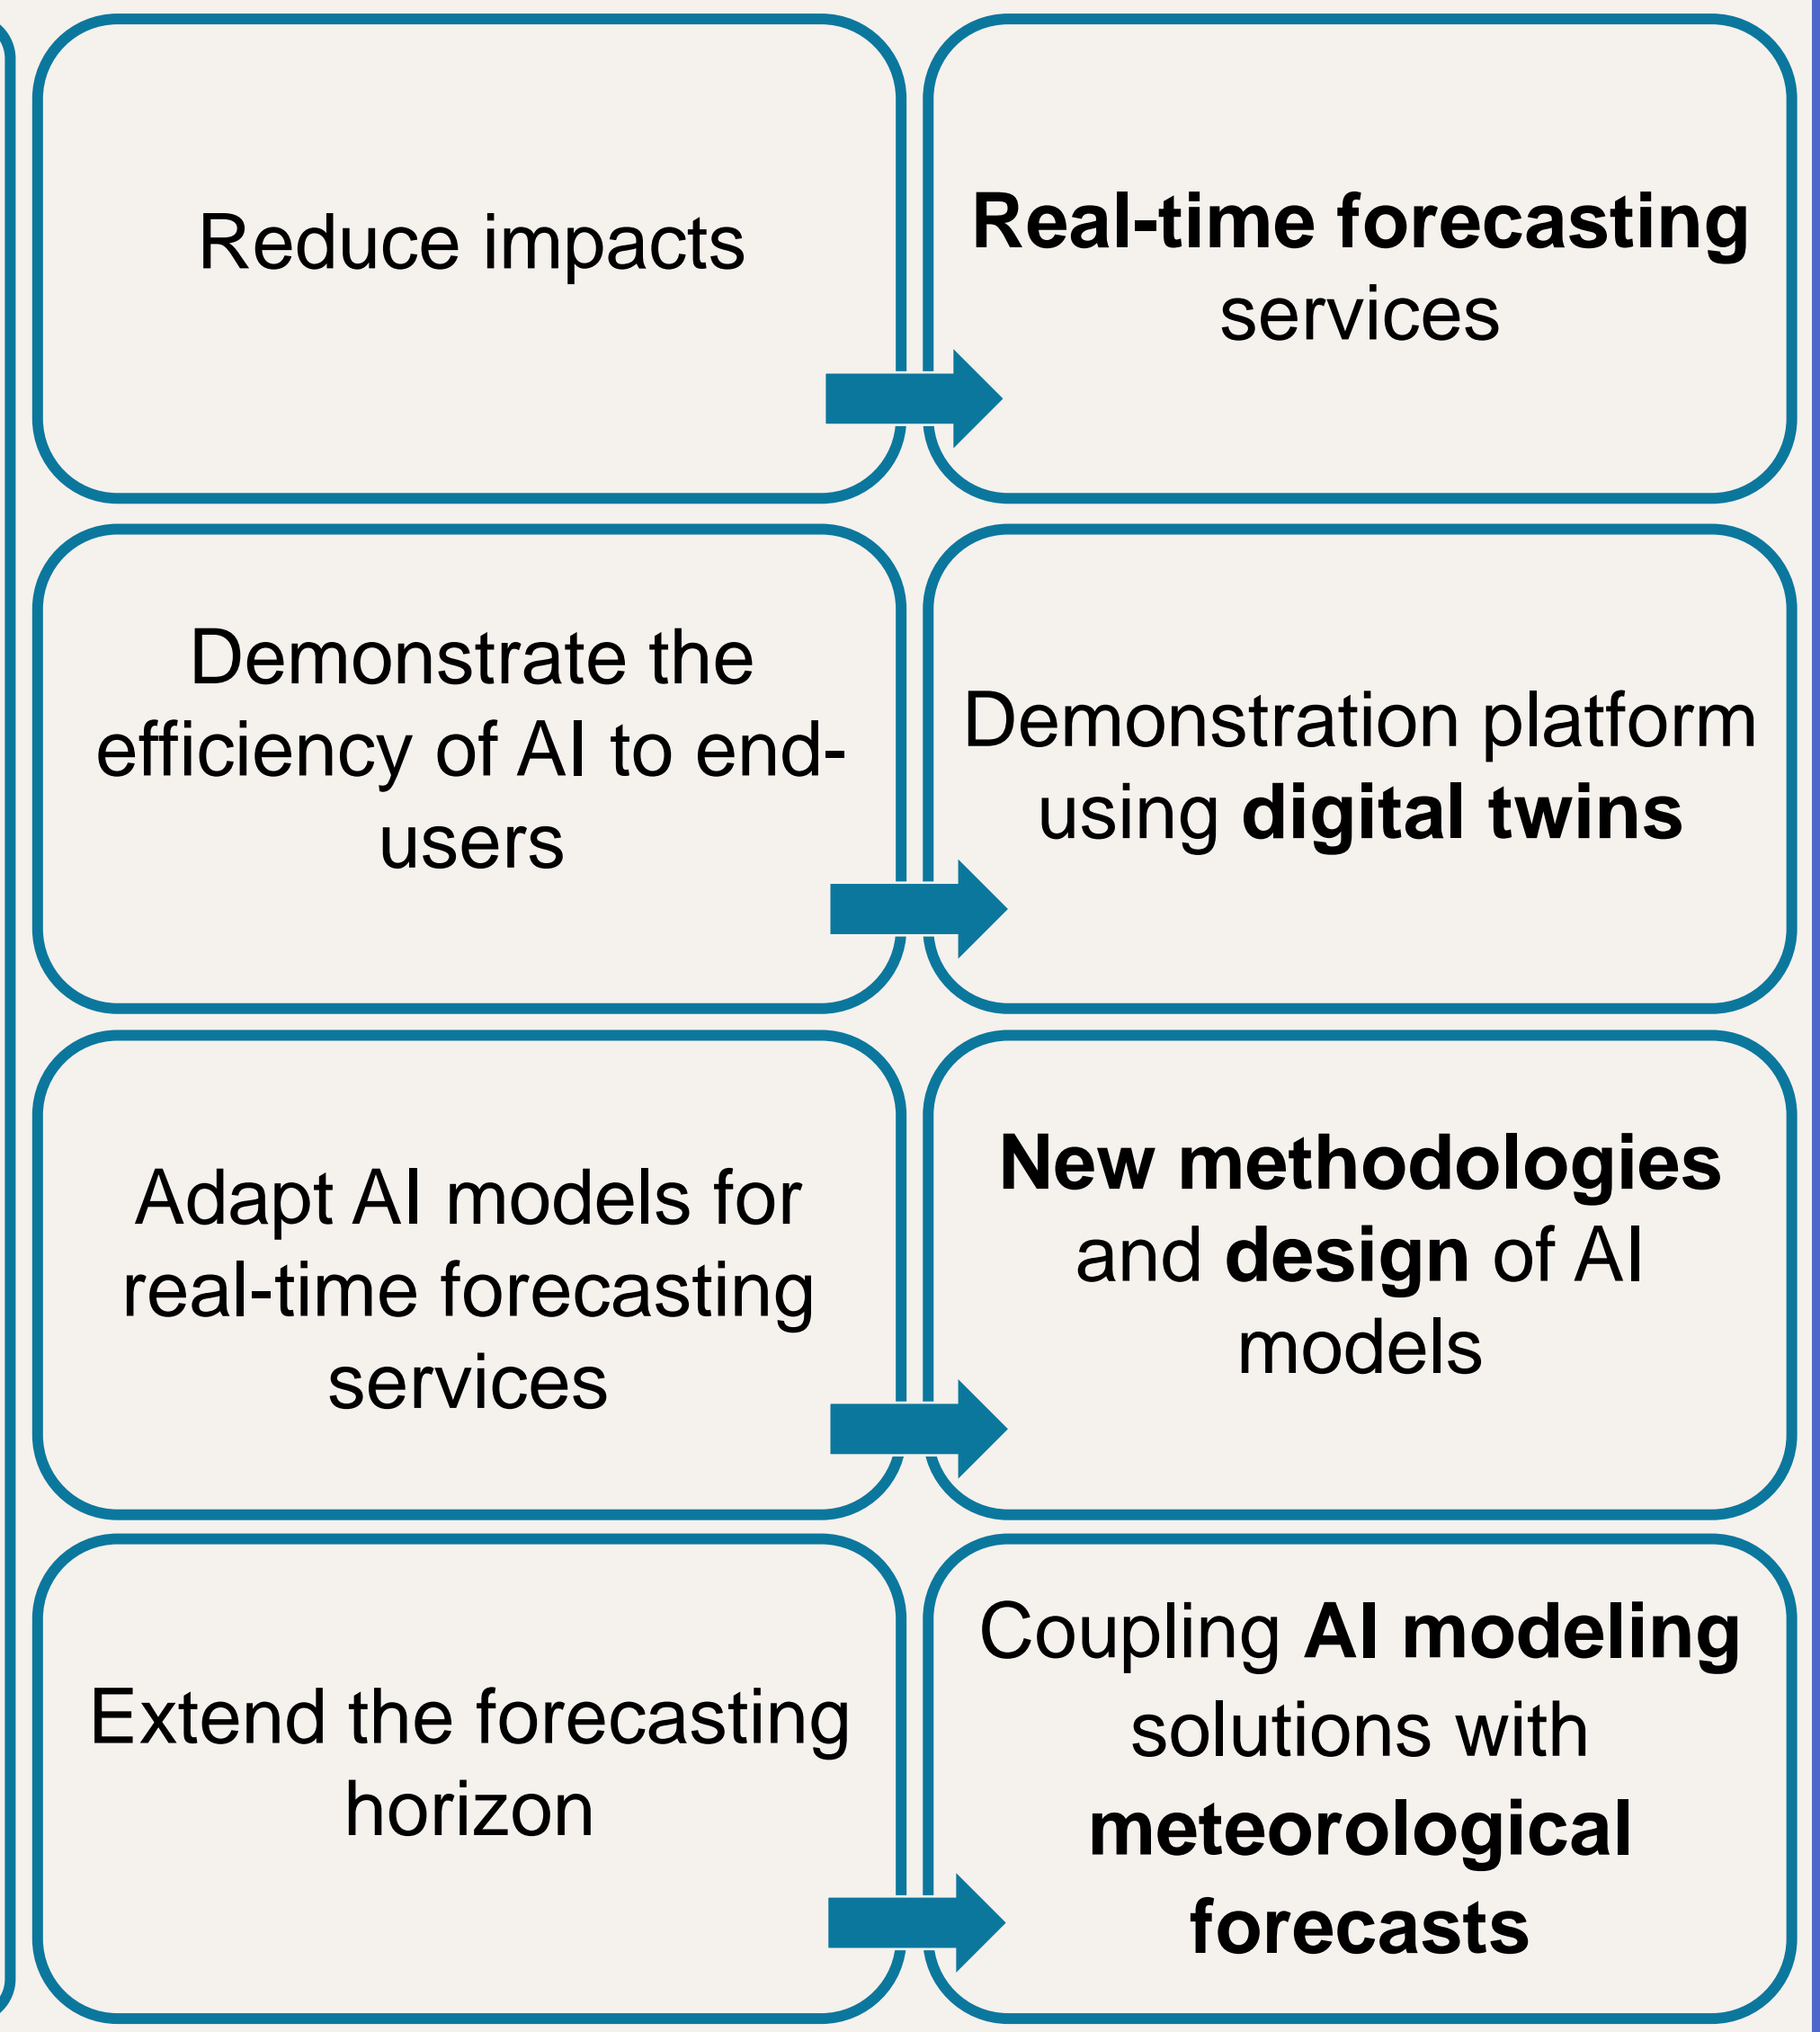 Reduce impacts
Real-time forecasting
services
Demonstrate the
efficiency of AI to end-
users
Demonstration platform
using digital twins
Adapt AI models for
real-time forecasting
services
New methodologies
and design of AI
models
Extend the forecasting
horizon
Coupling AI modeling
solutions with
meteorological
forecasts